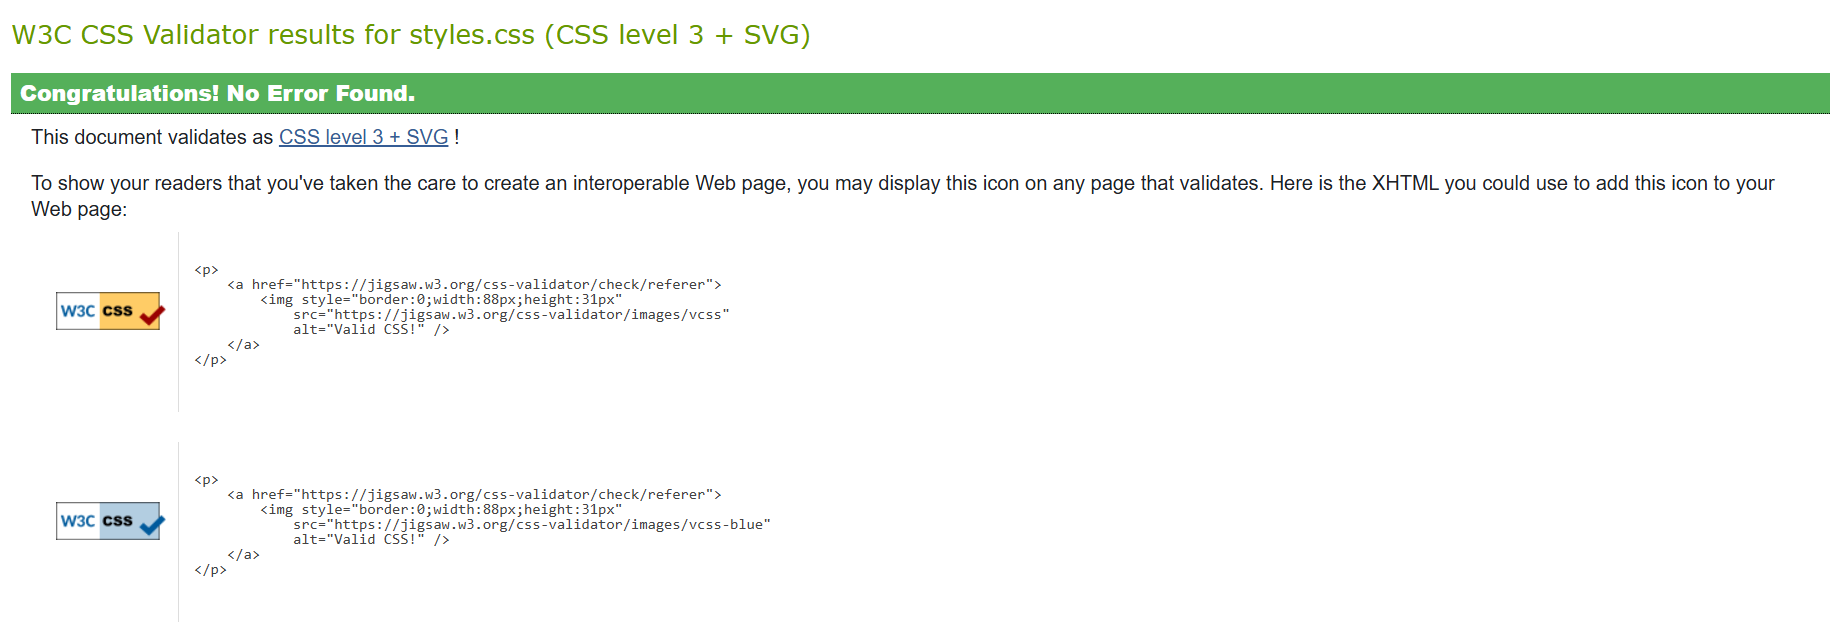 W3C CSS Validator results for styles.css (CSS level 3 + SVG)
Congratulations! No Error Found.
This document validates as CSS level 3 + SVG !
To show your readers that you've taken the care to create an interoperable Web page, you may display this icon on any page that validates. Here is the XHTML you could use to add this icon to your
Web page:
W3C CSS
<p>
    <a href="https://jigsaw.w3.org/css-validator/check/referer">
        <img style="border:0;width:88px;height:31px"
            src="https://jigsaw.w3.org/css-validator/images/vcss"
            alt="Valid CSS!" />
    </a>
</p>
W3C CSS
<p>
    <a href="https://jigsaw.w3.org/css-validator/check/referer">
        <img style="border:0;width:88px;height:31px"
            src="https://jigsaw.w3.org/css-validator/images/vcss-blue"
            alt="Valid CSS!" />
    </a>
</p>